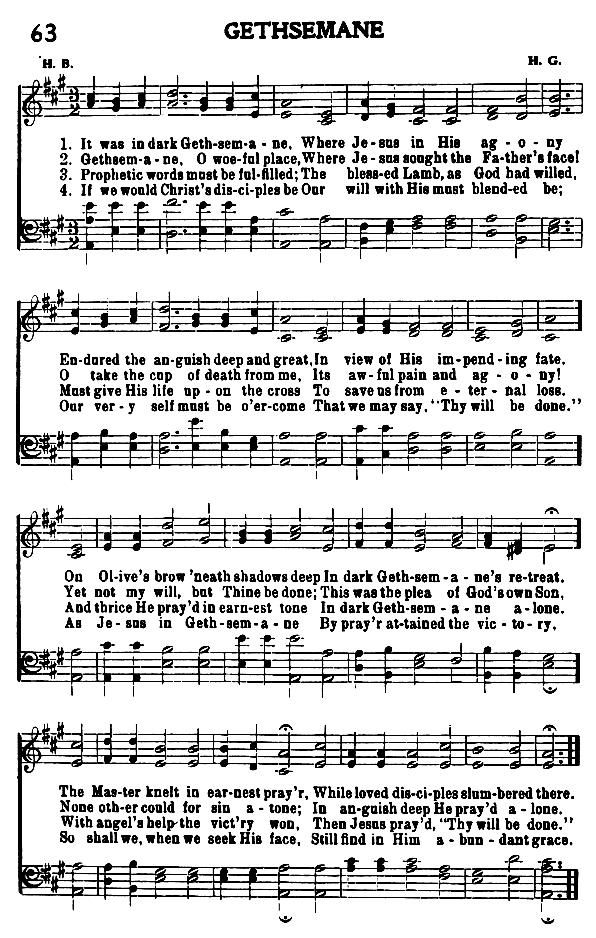 63
GETHSEMANE
H. B.
H. G.
1. It was in dark Geth-sem-a-ne, Where Je-sus in His ag-o-ny
2. Gethsem-a-ne, O woe-ful place, Where Je-sus sought the Fa-ther's face!
3. Prophetic words must be ful-filled; The bless-ed Lamb, as God had willed,
4. If we would Christ's dis-ci-ples be Our will with His must blend-ed be;
En-dured the an-guish deep and great, In view of His im-pend-ing fate.
O take the cup of death from me, Its aw-ful pain and ag-o-ny!
Must give His life up-on the cross To save us from e-ter-nal loss.
Our ver-y self must be o'er-come That we may say, "Thy will be done."
On Ol-ive's brow 'neath shadows deep In dark Geth-sem-a-ne's re-treat.
Yet not my will, but Thine be done; This was the plea of God's own Son,
And thrice He pray'd in earn-est tone In dark Geth-sem-a-ne a-lone.
As Je-sus in Geth-sem-a-ne By pray'r at-tained the vic-to-ry,
The Mas-ter knelt in ear-nest pray'r, While loved dis-ci-ples slum-bered there.
None oth-er could for sin a-tone; In an-guish deep He pray'd a-lone.
With angel's help the vict'ry won, Then Jesus pray'd, "Thy will be done."
So shall we, when we seek His face, Still find in Him a-bun-dant grace.